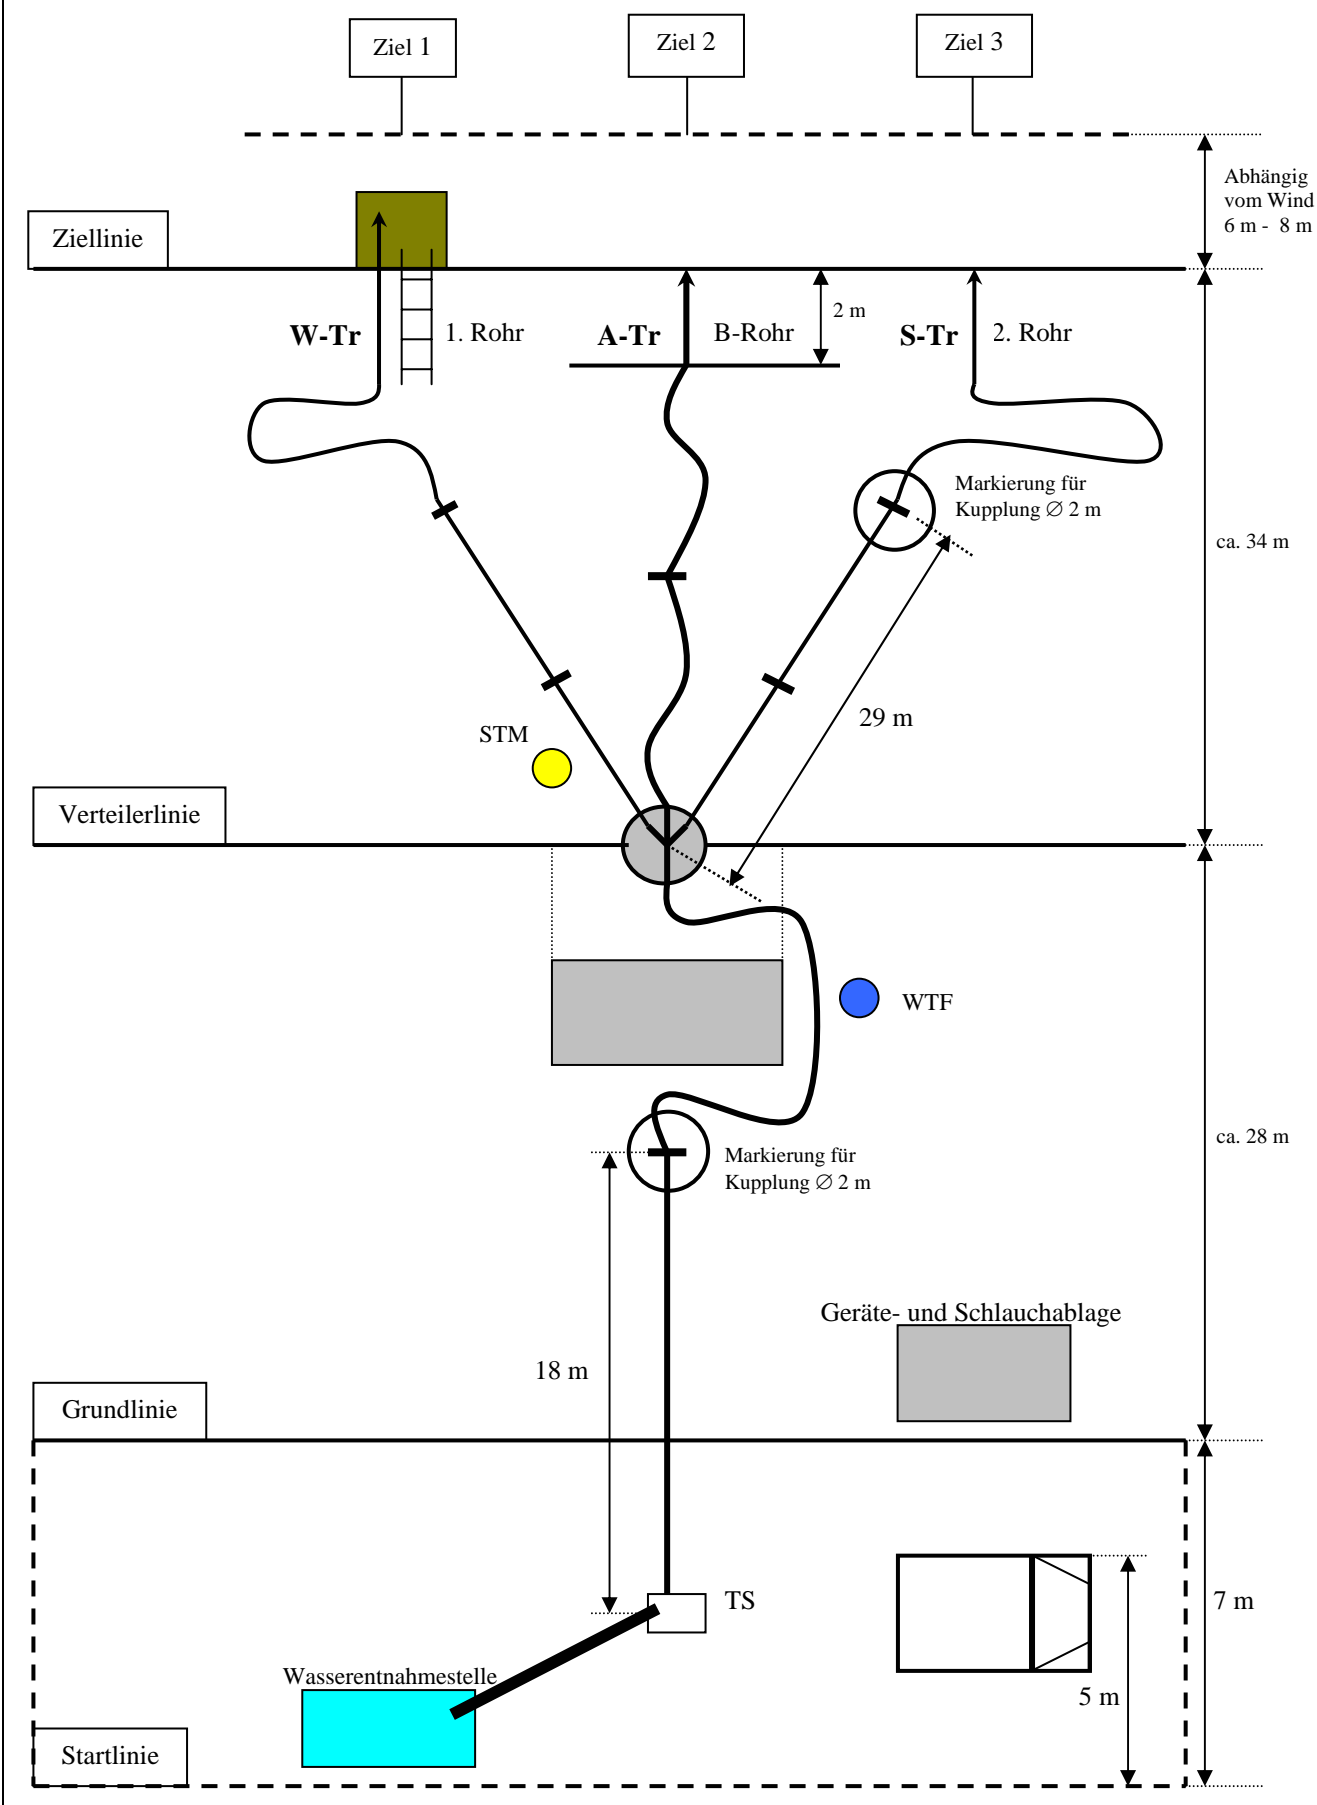 Ziel 1
Ziel 2
Ziel 3
Abhängig
vom Wind
6 m - 8 m
Ziellinie
2 m
W-Tr
1. Rohr
A-Tr
B-Rohr
S-Tr
2. Rohr
Markierung für
Kupplung ∅ 2 m
ca. 34 m
29 m
STM
Verteilerlinie
WTF
ca. 28 m
Markierung für
Kupplung ∅ 2 m
Geräte- und Schlauchablage
18 m
Grundlinie
TS
7 m
Wasserentnahmestelle
5 m
Startlinie